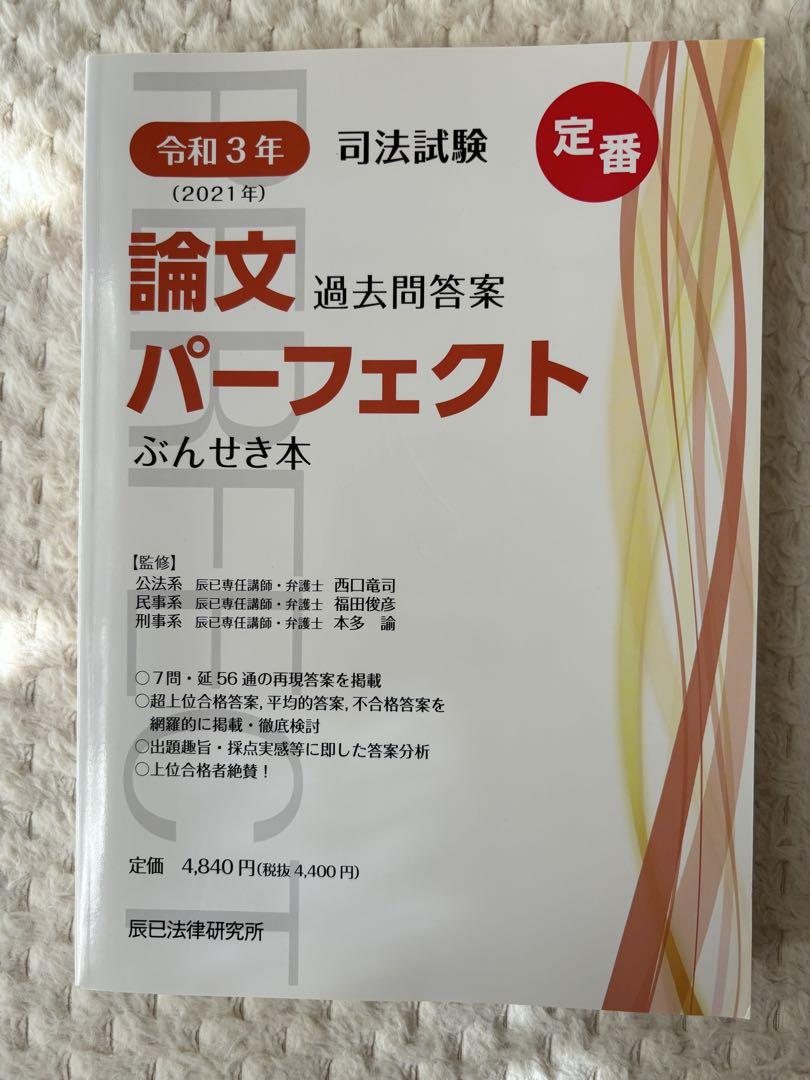 令和3年
司法試験
定番
(2021年)
論文 過去問答案
パーフェクト
ぶんせき本
【監修】
公法系 辰已専任講師・弁護士 西口竜司
民事系 辰已専任講師・弁護士 福田俊彦
刑事系 辰已専任講師・弁護士 本多 諭
○7問・延56通の再現答案を掲載
○超上位合格答案,平均的答案,不合格答案を
網羅的に掲載・徹底検討
○出題趣旨・採点実感等に即した答案分析
○上位合格者絶賛!
定価 4,840円(税抜4,400円)
辰已法律研究所
PERFECT